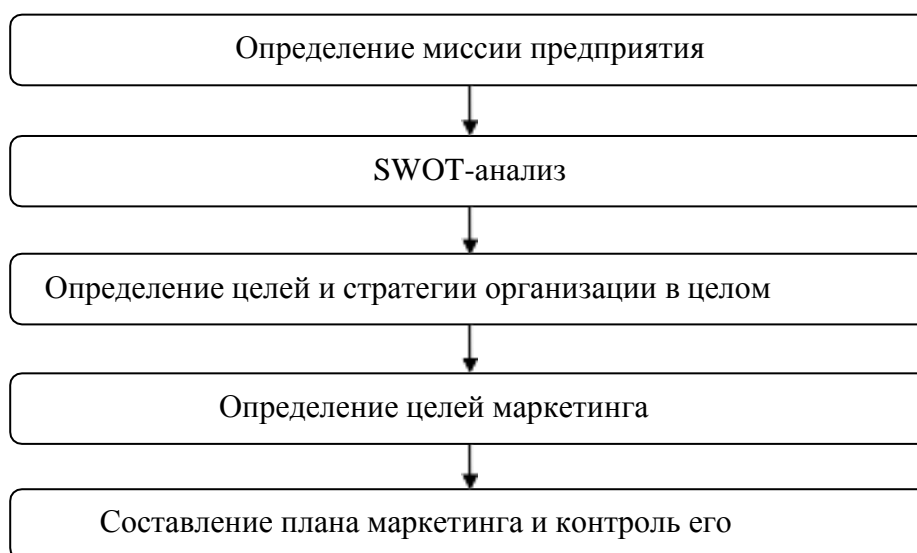 Определение миссии предприятия
SWOT-анализ
Определение целей и стратегии организации в целом
Определение целей маркетинга
Составление плана маркетинга и контроль его